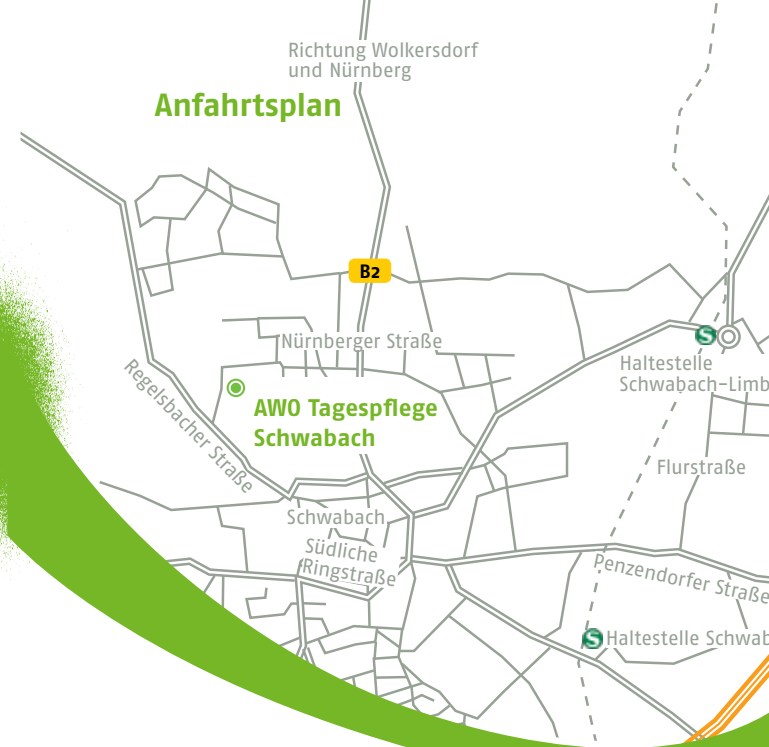 Richtung Wolkersdorf
und Nürnberg
Anfahrtsplan
B2
Nürnberger Straße
S
Haltestelle
Schwabach-Limb
Regelsbacher Straße
AWO Tagespflege
Schwabach
Flurstraße
Schwabach
Südliche
Ringstraße
Penzendorfer Straße
S Haltestelle Schwab